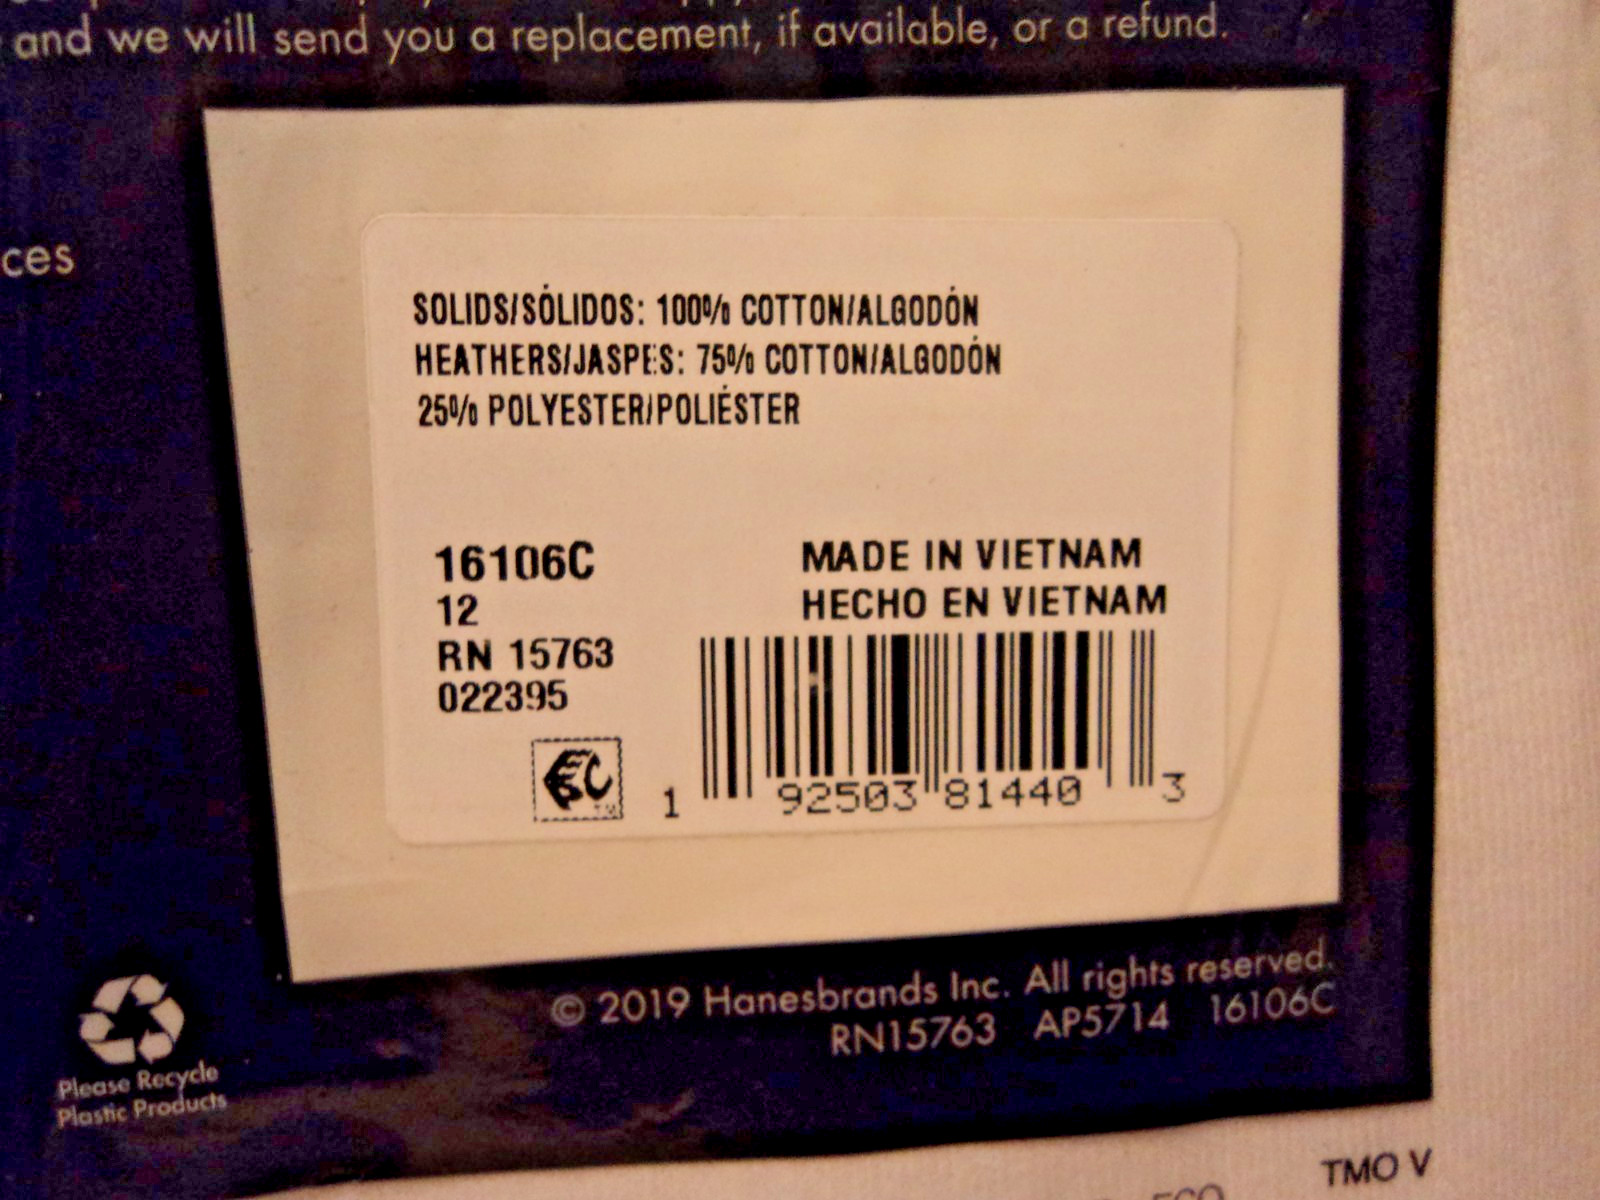 and we will send you a replacement, if available, or a refund.
ces
SOLIDS/SÓLIDOS: 100% COTTON/ALGODÓN
HEATHERS/JASPES: 75% COTTON/ALGODÓN
25% POLYESTER/POLIÉSTER
16106C
12
RN 15763
022395
MADE IN VIETNAM
HECHO EN VIETNAM
1 92503 81440 3
© 2019 Hanesbrands Inc. All rights reserved.
RN15763 AP5714 16106C
Please Recycle
Plastic Products
TMO V